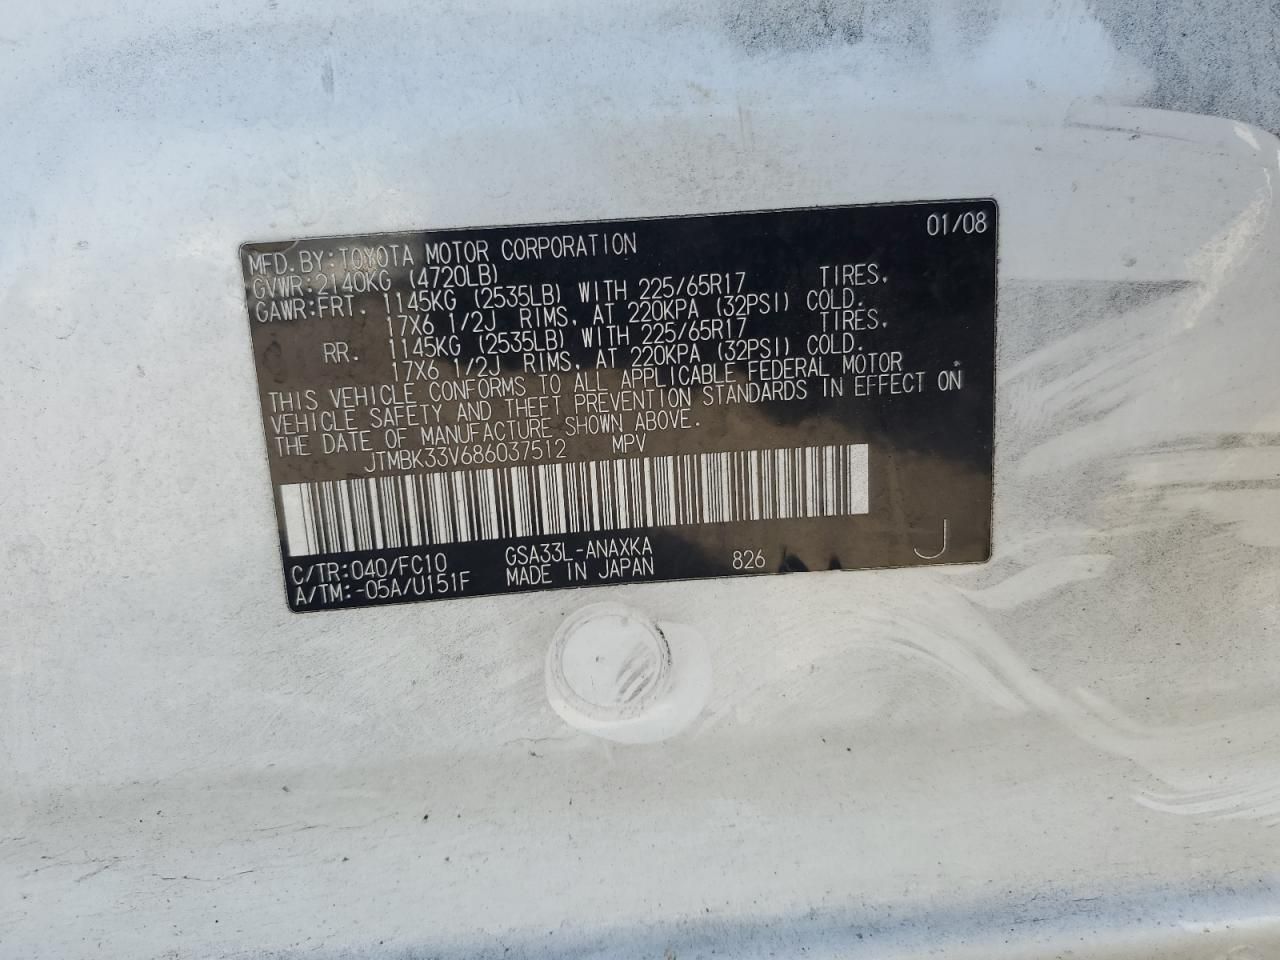 MFD.BY:TOYOTA MOTOR CORPORATION 01/08
GVWR:2140KG (4720LB)
GAWR:FRT. 1145KG (2535LB) WITH 225/65R17 TIRES,
17X6 1/2J RIMS, AT 220KPA (32PSI) COLD.
RR. 1145KG (2535LB) WITH 225/65R17 TIRES,
17X6 1/2J RIMS, AT 220KPA (32PSI) COLD.
THIS VEHICLE CONFORMS TO ALL APPLICABLE FEDERAL MOTOR
VEHICLE SAFETY AND THEFT PREVENTION STANDARDS IN EFFECT ON
THE DATE OF MANUFACTURE SHOWN ABOVE.
JTMBK33V686037512 MPV
C/TR:040/FC10 GSA33L-ANAXKA 826 J
A/TM:-05A/U151F MADE IN JAPAN